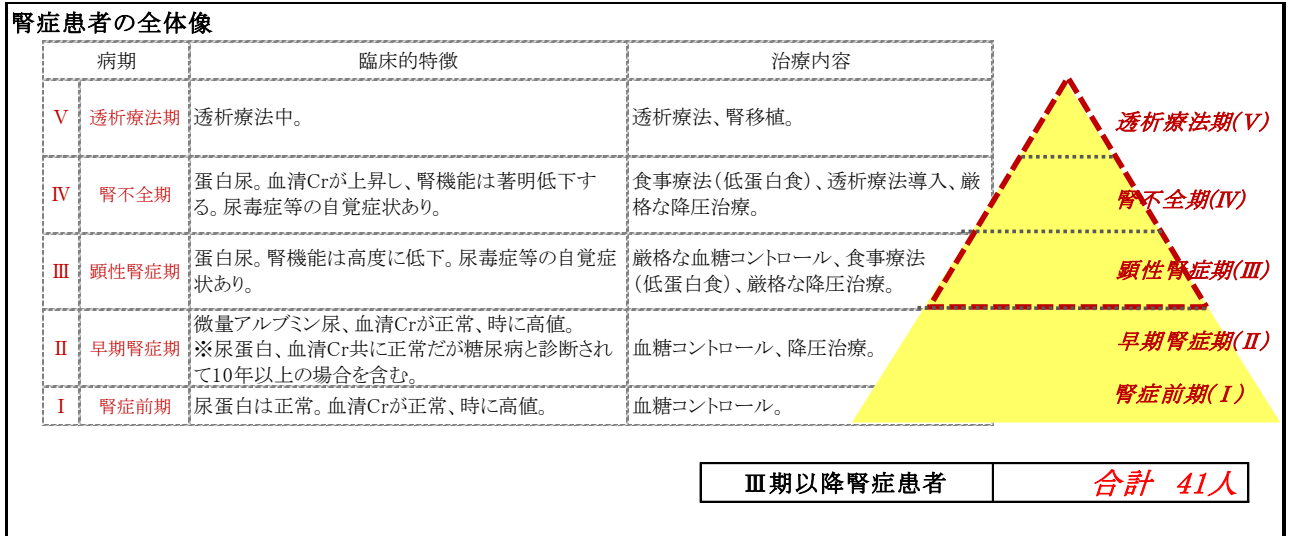 腎症患者の全体像
病期 臨床的特徴 治療内容
Ⅴ 透析療法期 透析療法中。 透析療法、腎移植。
Ⅳ 腎不全期 蛋白尿。血清Crが上昇し、腎機能は著明低下す
る。尿毒症等の自覚症状あり。
食事療法(低蛋白食)、透析療法導入、厳
格な降圧治療。
Ⅲ 顕性腎症期 蛋白尿。腎機能は高度に低下。尿毒症等の自覚症
状あり。
厳格な血糖コントロール、食事療法
(低蛋白食)、厳格な降圧治療。
Ⅱ 早期腎症期 微量アルブミン尿、血清Crが正常、時に高値。
※尿蛋白、血清Cr共に正常だが糖尿病と診断され
て10年以上の場合を含む。
血糖コントロール、降圧治療。
Ⅰ 腎症前期 尿蛋白は正常。血清Crが正常、時に高値。 血糖コントロール。
透析療法期(Ⅴ)
腎不全期(Ⅳ)
顕性腎症期(Ⅲ)
早期腎症期(Ⅱ)
腎症前期(Ⅰ)
Ⅲ期以降腎症患者 合計 41人